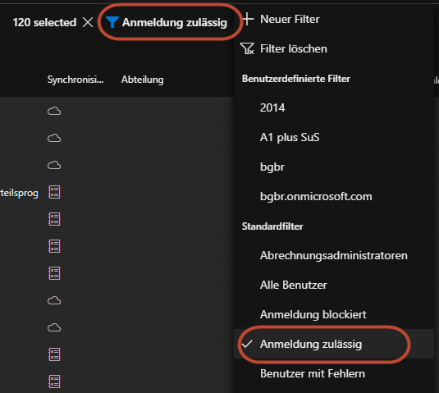 120 selected
Anmeldung zulässig
Synchronisi...
Abteilung
teilsprog
Neuer Filter
Filter löschen
Benutzerdefinierte Filter
2014
A1 plus SuS
bgbr
bgbr.onmicrosoft.com
Standardfilter
Abrechnungsadministratoren
Alle Benutzer
Anmeldung blockiert
Anmeldung zulässig
Benutzer mit Fehlern